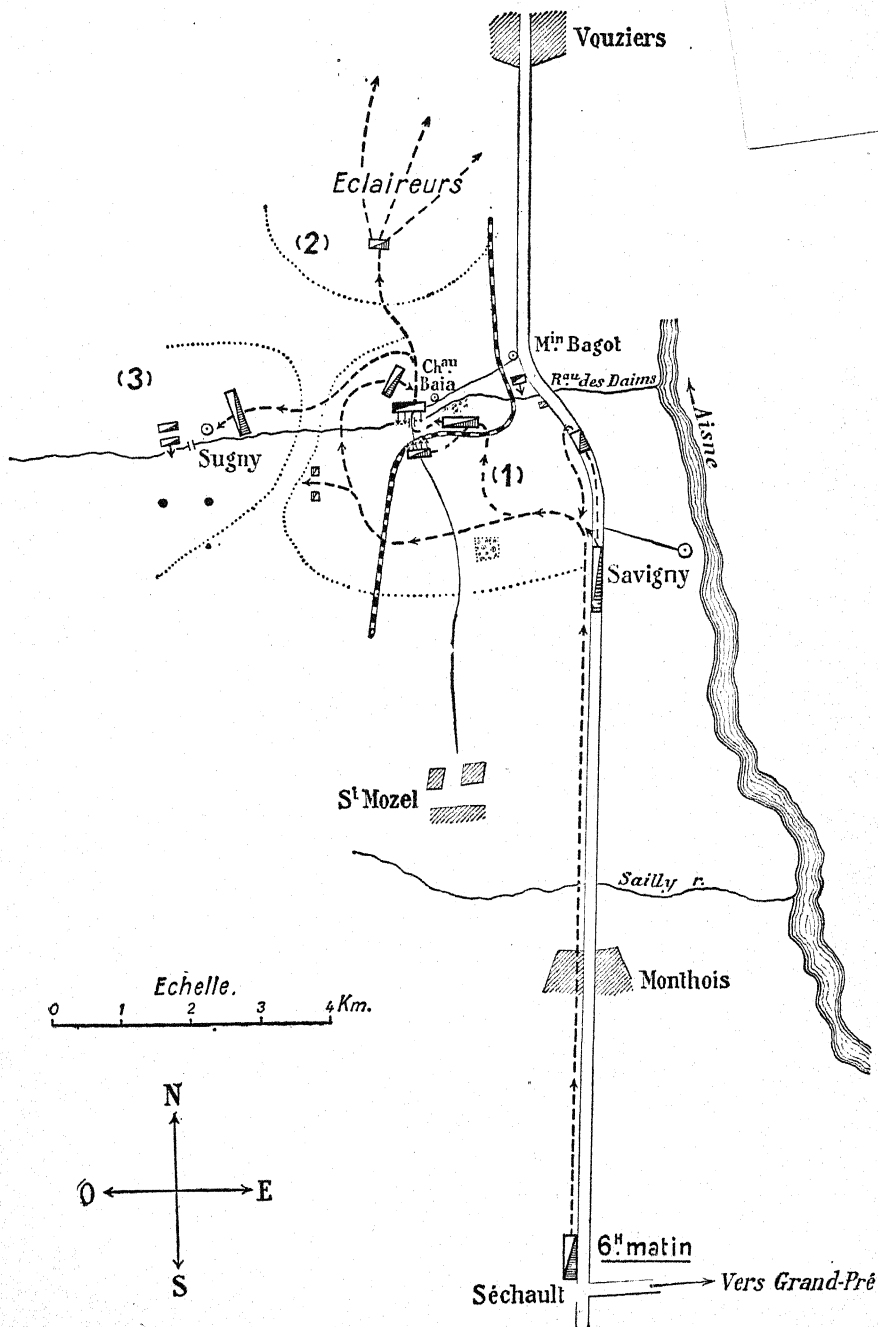 Vouziers
Eclaireurs
(2)
Mⁱⁿ Bagot
(3)
Chᵃᵘ
Baia
Rᵃᵘ des Daims
Aisne
Sugny
(1)
Savigny
Sᵗ Mozel
Sailly r.
Monthois
Echelle.
0 1 2 3 4 Km.
N
O E
S
6.ᴴ matin
Séchault
Vers Grand-Pré